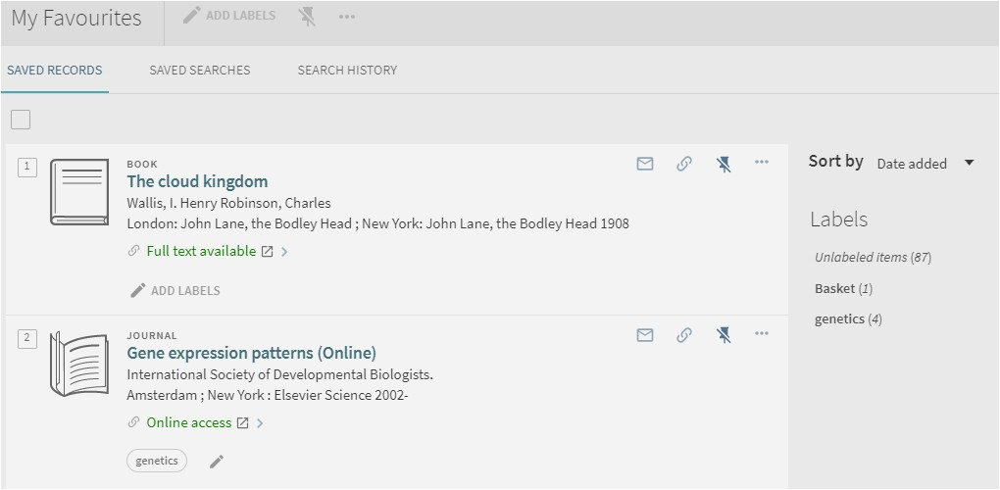 My Favourites
ADD LABELS
SAVED RECORDS
SAVED SEARCHES
SEARCH HISTORY
1
BOOK
The cloud kingdom
Wallis, I. Henry Robinson, Charles
London: John Lane, the Bodley Head ; New York: John Lane, the Bodley Head 1908
Full text available
ADD LABELS
2
JOURNAL
Gene expression patterns (Online)
International Society of Developmental Biologists.
Amsterdam ; New York : Elsevier Science 2002-
Online access
genetics
Sort by Date added
Labels
Unlabeled items (87)
Basket (1)
genetics (4)